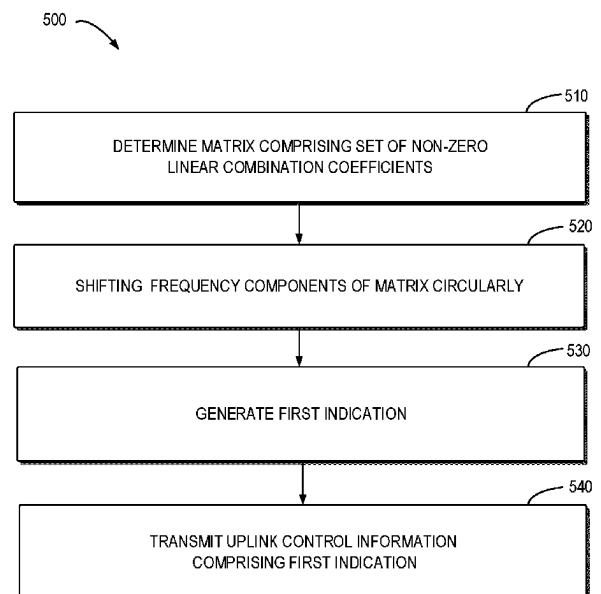 500
510
DETERMINE MATRIX COMPRISING SET OF NON-ZERO
LINEAR COMBINATION COEFFICIENTS
520
SHIFTING FREQUENCY COMPONENTS OF MATRIX CIRCULARLY
530
GENERATE FIRST INDICATION
540
TRANSMIT UPLINK CONTROL INFORMATION
COMPRISING FIRST INDICATION